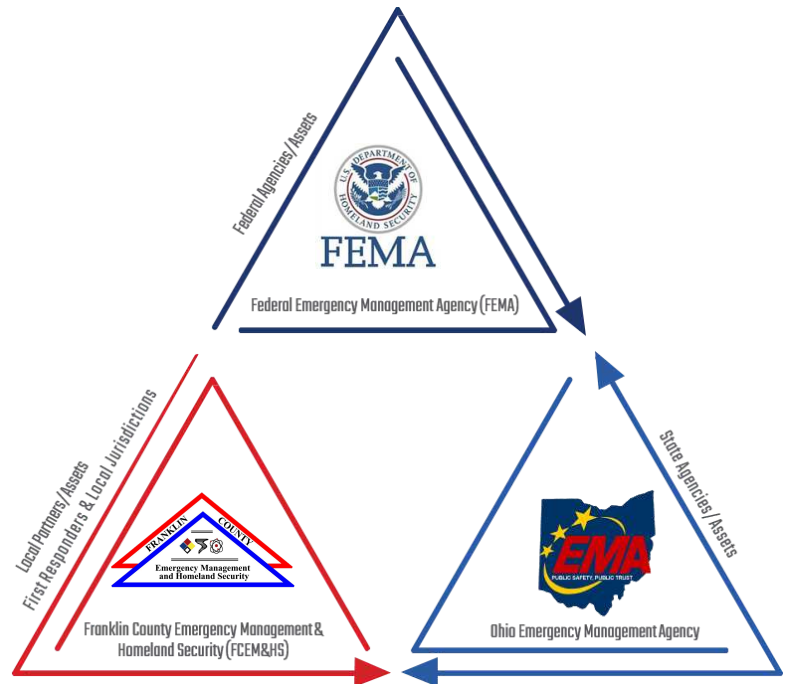 Federal Agencies/Assets
U.S. DEPARTMENT OF
HOMELAND SECURITY
FEMA
Federal Emergency Management Agency (FEMA)
Local Partners/Assets
First Responders & Local Jurisdictions
FRANKLIN COUNTY
Emergency Management
and Homeland Security
Franklin County Emergency Management &
Homeland Security (FCEM&HS)
State Agencies/Assets
EMA
PUBLIC SAFETY, PUBLIC TRUST
Ohio Emergency Management Agency